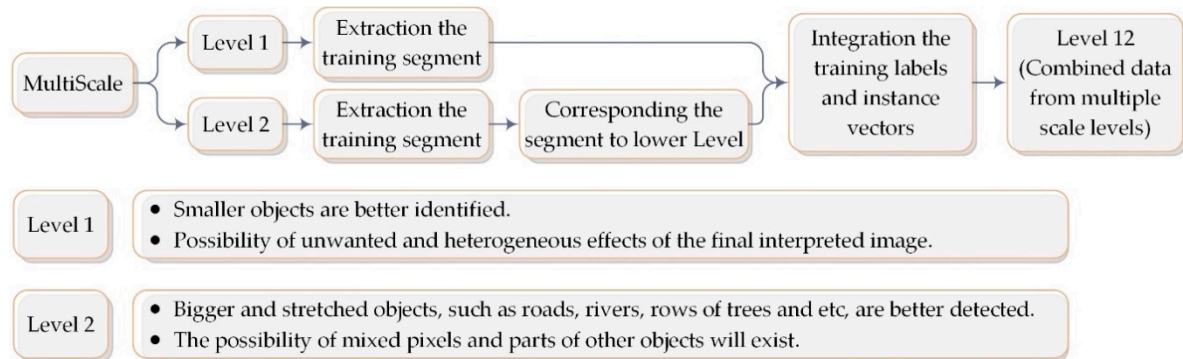 MultiScale
Level 1
Extraction the
training segment
Level 2
Extraction the
training segment
Corresponding the
segment to lower Level
Integration the
training labels
and instance
vectors
Level 12
(Combined data
from multiple
scale levels)
Level 1
• Smaller objects are better identified.
• Possibility of unwanted and heterogeneous effects of the final interpreted image.
Level 2
• Bigger and stretched objects, such as roads, rivers, rows of trees and etc, are better detected.
• The possibility of mixed pixels and parts of other objects will exist.